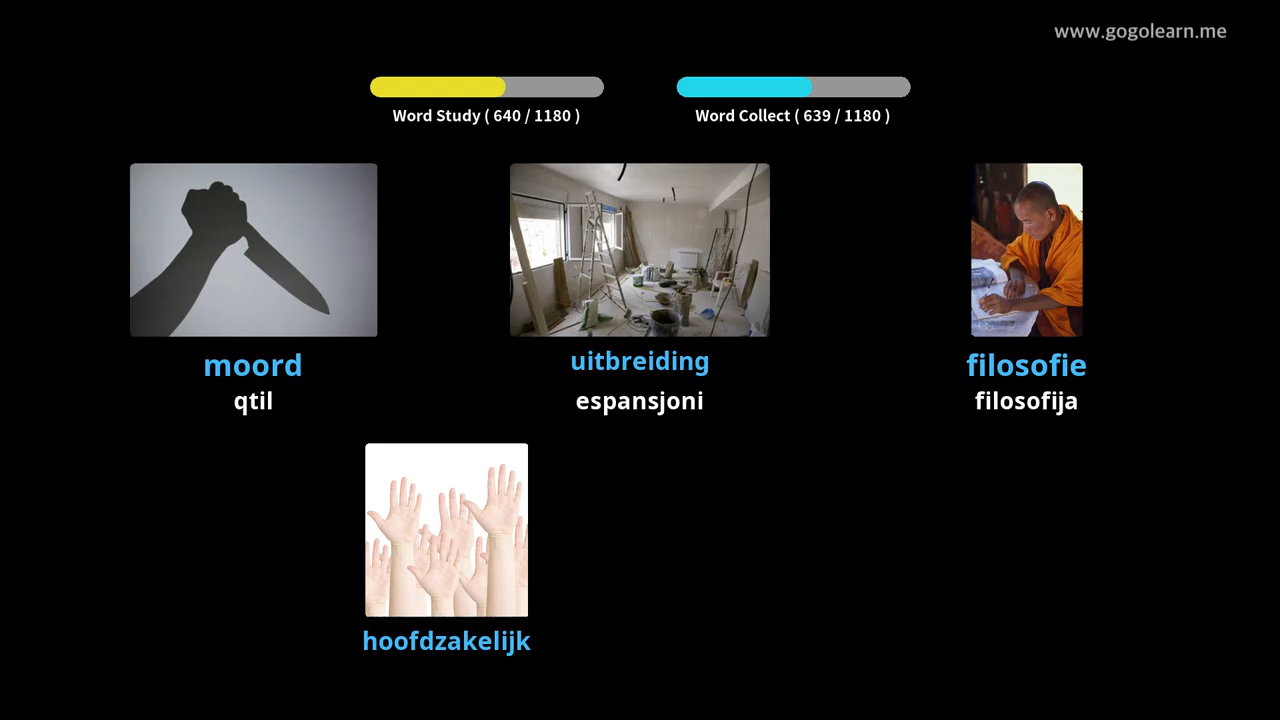 www.gogolearn.me
Word Study ( 640 / 1180 )
Word Collect ( 639 / 1180 )
moord
qtil
uitbreiding
espansjoni
filosofie
filosofija
hoofdzakelijk